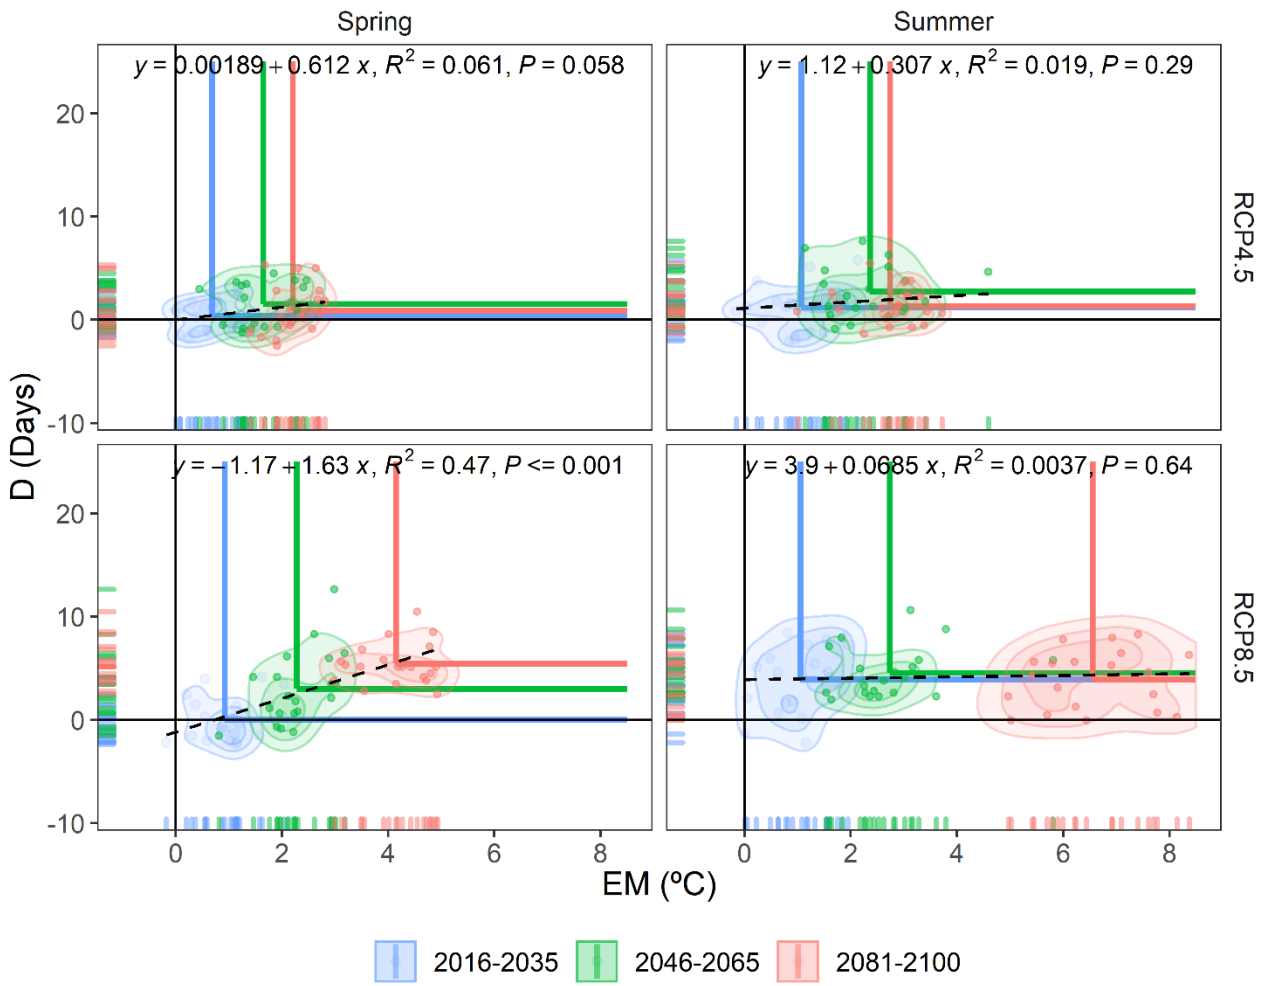 Spring
Summer
y = 0.00189 + 0.612 x, R² = 0.061, P = 0.058
y = 1.12 + 0.307 x, R² = 0.019, P = 0.29
20
10
0
-10
RCP4.5
y = −1.17 + 1.63 x, R² = 0.47, P <= 0.001
y = 3.9 + 0.0685 x, R² = 0.0037, P = 0.64
20
10
0
-10
RCP8.5
D (Days)
0 2 4 6 8
0 2 4 6 8
EM (ºC)
2016-2035 2046-2065 2081-2100